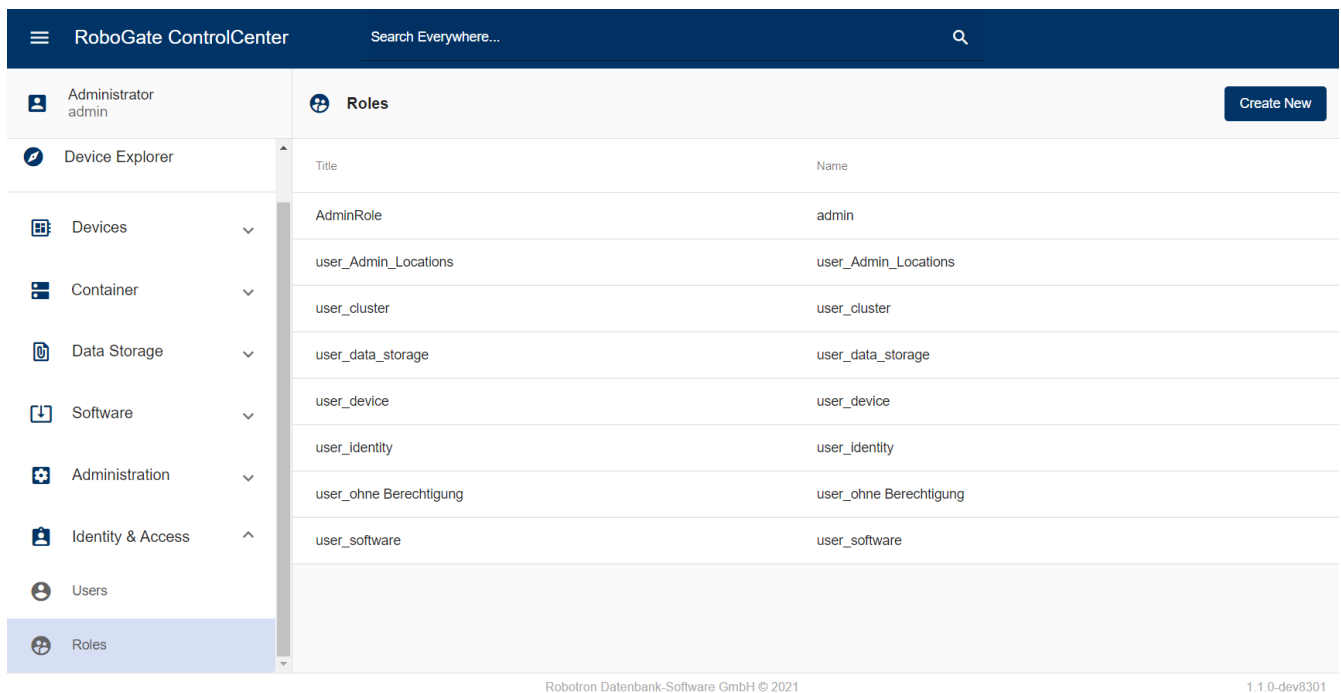 RoboGate ControlCenter
Search Everywhere...
Administrator
admin
Roles
Create New
Device Explorer
Devices
Container
Data Storage
Software
Administration
Identity & Access
Users
Roles
Title Name
AdminRole admin
user_Admin_Locations user_Admin_Locations
user_cluster user_cluster
user_data_storage user_data_storage
user_device user_device
user_identity user_identity
user_ohne Berechtigung user_ohne Berechtigung
user_software user_software
Robotron Datenbank-Software GmbH © 2021
1.1.0-dev8301